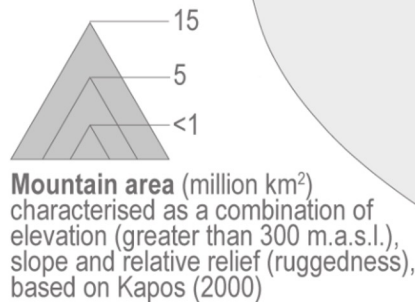 15
5
<1
Mountain area (million km²)
characterised as a combination of
elevation (greater than 300 m.a.s.l.),
slope and relative relief (ruggedness),
based on Kapos (2000)